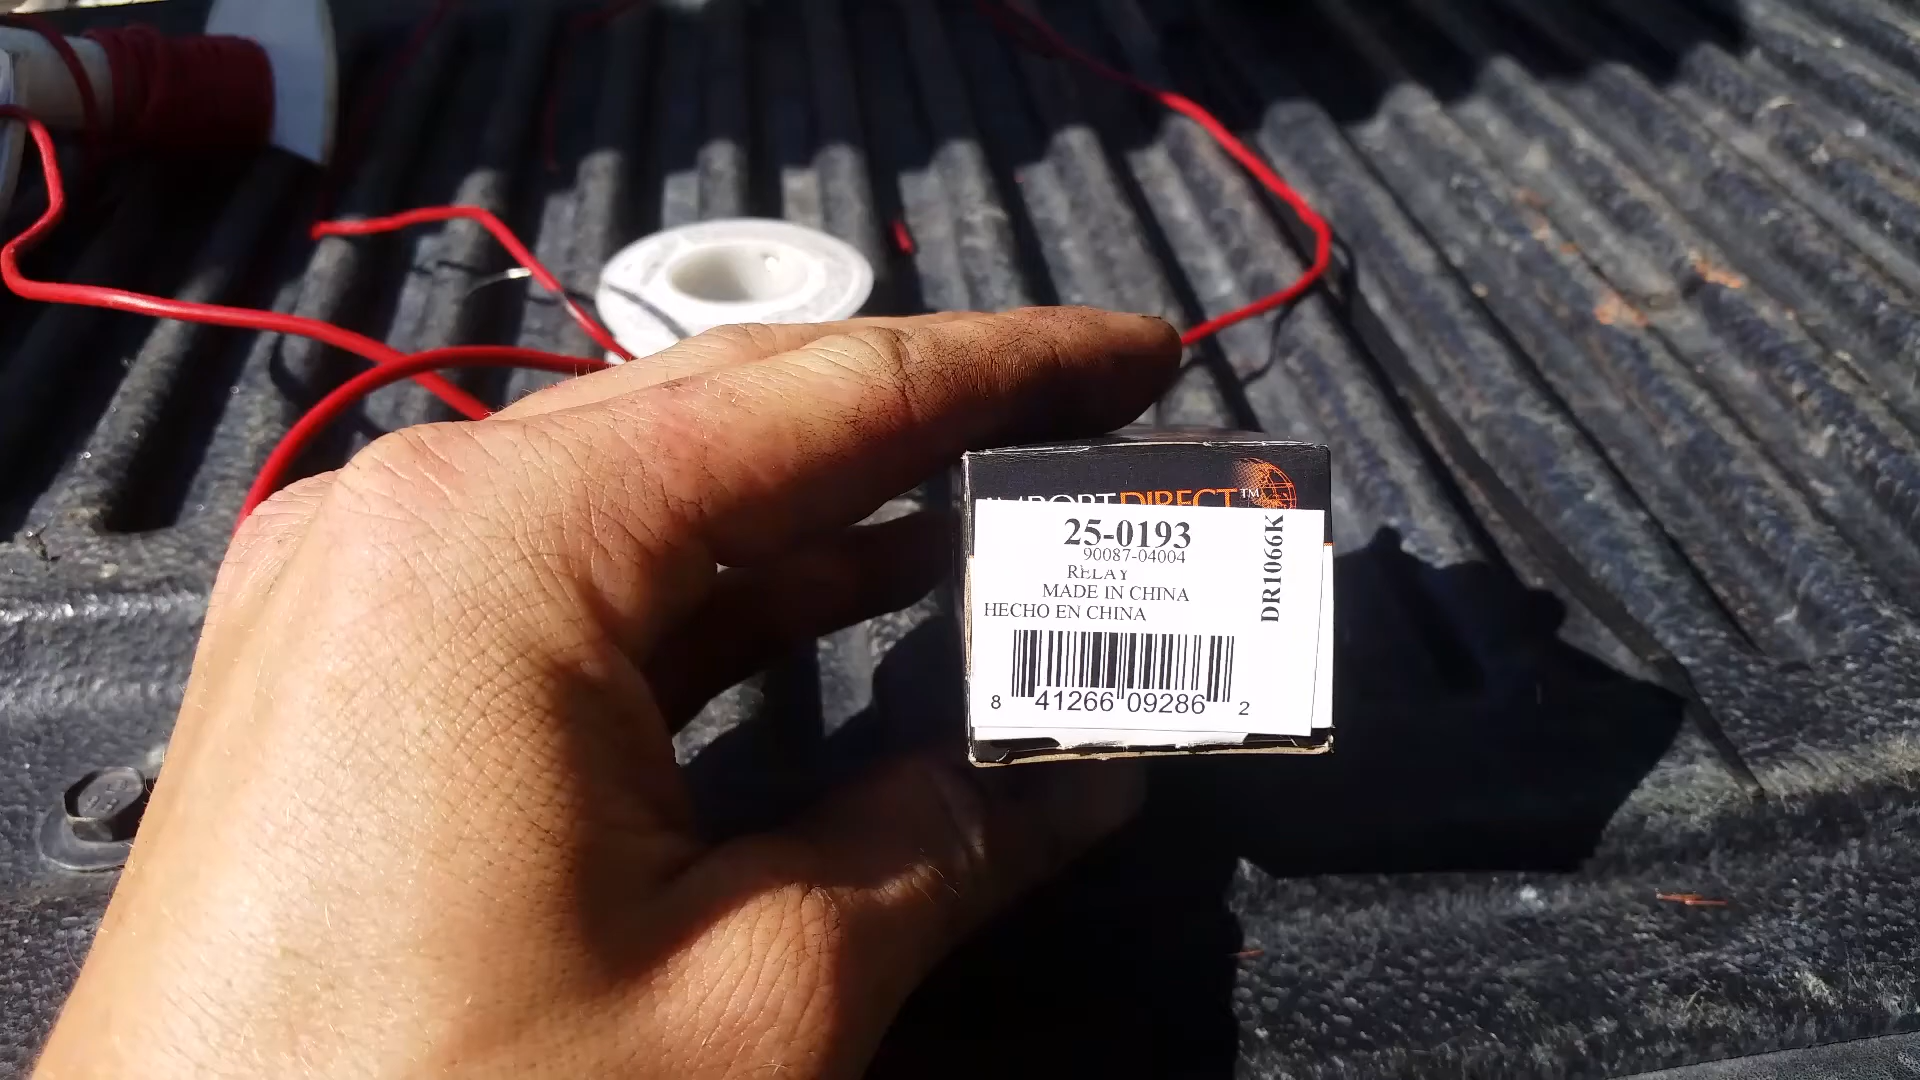 IMPORT DIRECT™
25-0193
90087-04004
RELAY
MADE IN CHINA
HECHO EN CHINA
DR1066K
8 41266 09286 2